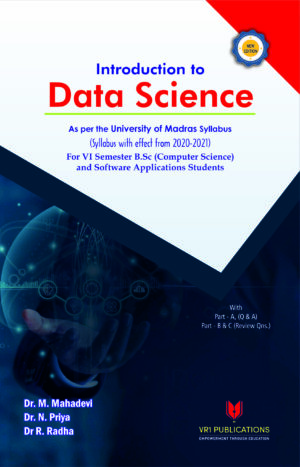 NEW
EDITION
Introduction to
Data Science
As per the University of Madras Syllabus
(Syllabus with effect from 2020-2021)
For VI Semester B.Sc (Computer Science)
and Software Applications Students
With
Part - A, (Q & A)
Part - B & C (Review Qns.)
Dr. M. Mahadevi
Dr. N. Priya
Dr R. Radha
VR1 PUBLICATIONS
EMPOWERMENT THROUGH EDUCATION